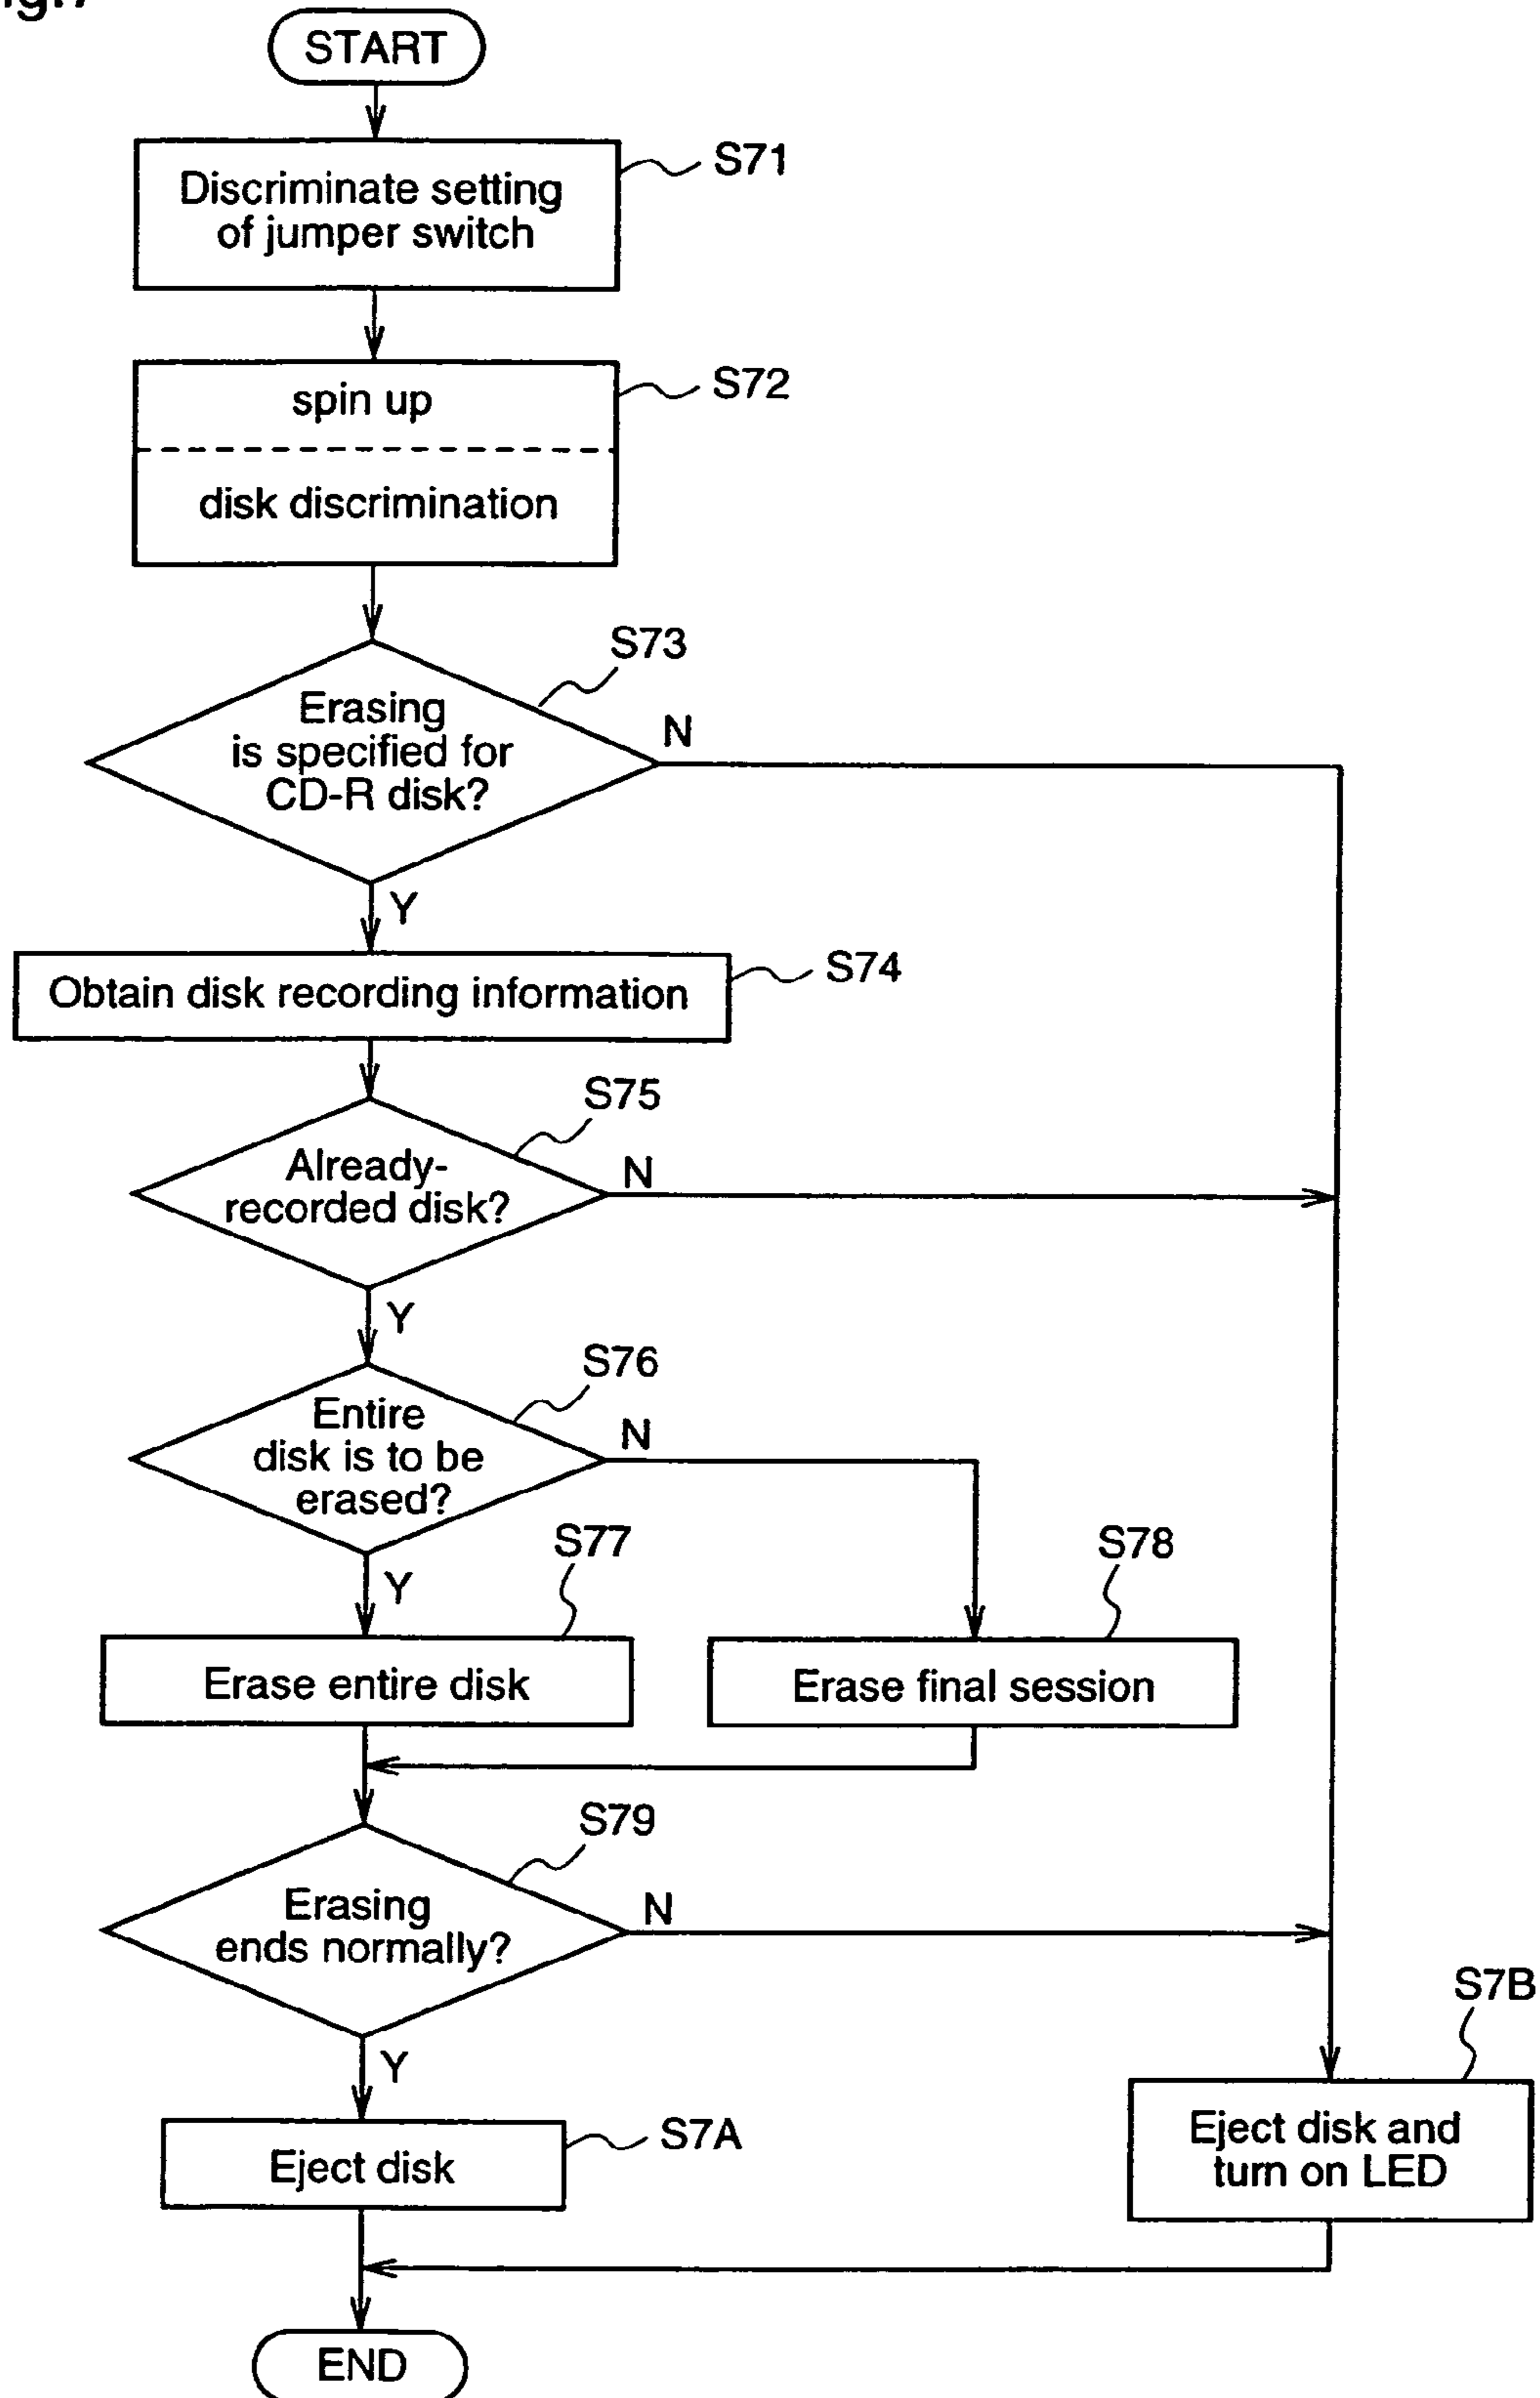 START
S71
Discriminate setting
of jumper switch
S72
spin up
disk discrimination
S73
Erasing
is specified for
CD-R disk?
N
Y
S74
Obtain disk recording information
S75
Already-
recorded disk?
N
Y
S76
Entire
disk is to be
erased?
N
Y
S77
S78
Erase entire disk
Erase final session
S79
Erasing
ends normally?
N
Y
S7B
S7A
Eject disk
Eject disk and
turn on LED
END